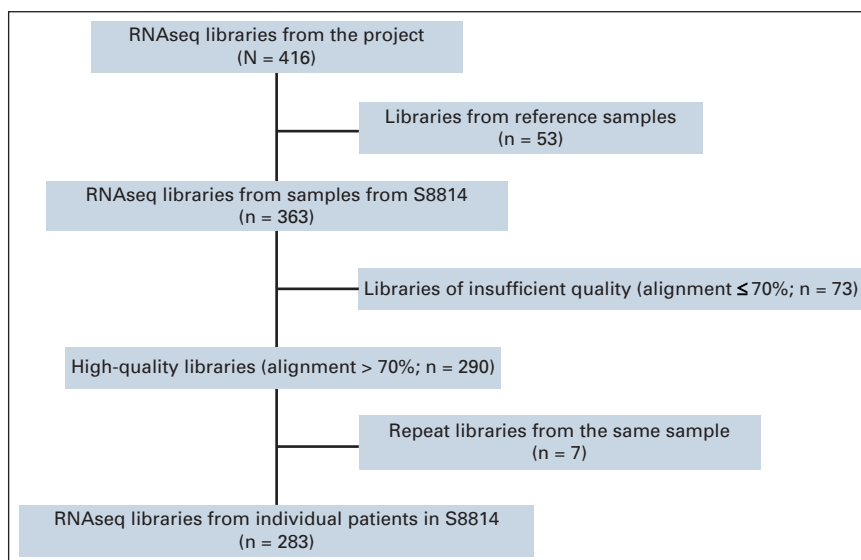 RNAseq libraries from the project
(N = 416)
Libraries from reference samples
(n = 53)
RNAseq libraries from samples from S8814
(n = 363)
Libraries of insufficient quality (alignment ≤ 70%; n = 73)
High-quality libraries (alignment > 70%; n = 290)
Repeat libraries from the same sample
(n = 7)
RNAseq libraries from individual patients in S8814
(n = 283)